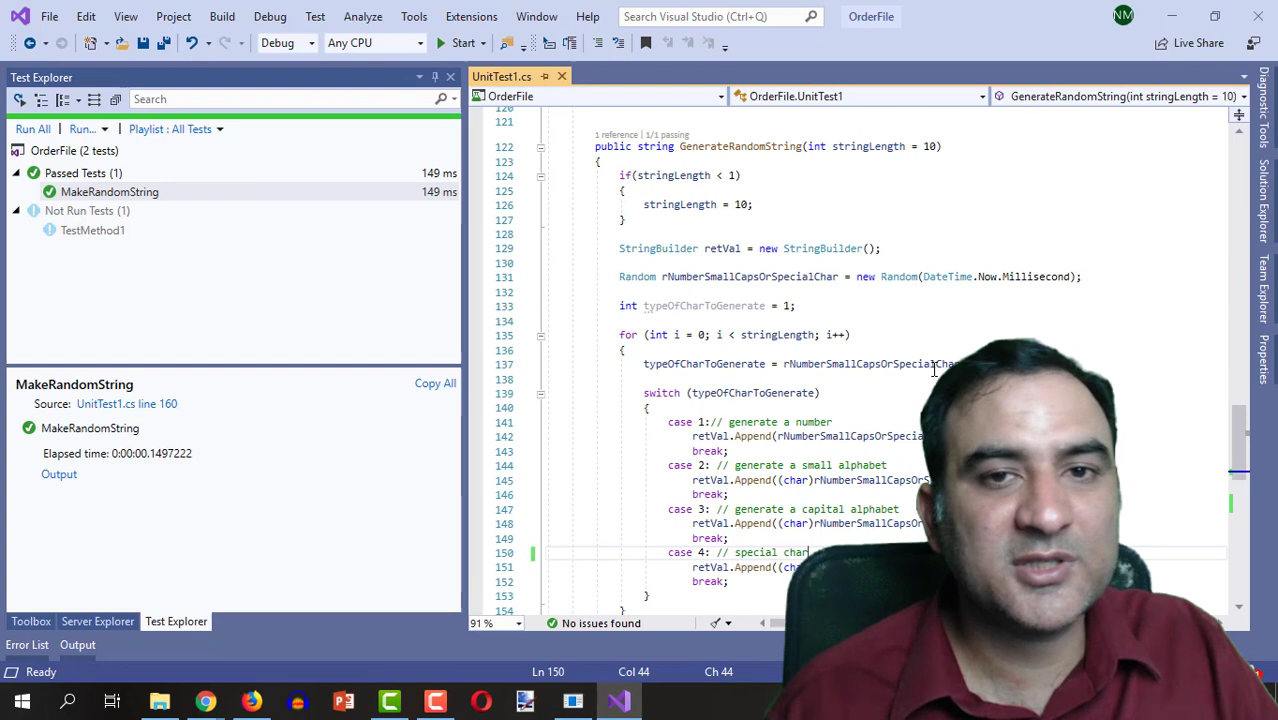 File Edit View Project Build Debug Test Analyze Tools Extensions Window Help Search Visual Studio (Ctrl+Q) OrderFile NM
Debug Any CPU Start Live Share
Test Explorer
Search
Run All Run... Playlist : All Tests
OrderFile (2 tests)
Passed Tests (1) 149 ms
MakeRandomString 149 ms
Not Run Tests (1)
TestMethod1
MakeRandomString Copy All
Source: UnitTest1.cs line 160
MakeRandomString
Elapsed time: 0:00:00.1497222
Output
Toolbox Server Explorer Test Explorer
UnitTest1.cs
OrderFile OrderFile.UnitTest1 GenerateRandomString(int stringLength = 10)
120
121
1 reference | 1/1 passing
122 public string GenerateRandomString(int stringLength = 10)
123 {
124 if(stringLength < 1)
125 {
126 stringLength = 10;
127 }
128
129 StringBuilder retVal = new StringBuilder();
130
131 Random rNumberSmallCapsOrSpecialChar = new Random(DateTime.Now.Millisecond);
132
133 int typeOfCharToGenerate = 1;
134
135 for (int i = 0; i < stringLength; i++)
136 {
137 typeOfCharToGenerate = rNumberSmallCapsOrSpecialChar
138
139 switch (typeOfCharToGenerate)
140 {
141 case 1:// generate a number
142 retVal.Append(rNumberSmallCapsOrSpecia
143 break;
144 case 2: // generate a small alphabet
145 retVal.Append((char)rNumberSmallCapsOrS
146 break;
147 case 3: // generate a capital alphabet
148 retVal.Append((char)rNumberSmallCapsOr
149 break;
150 case 4: // special char
151 retVal.Append((cha
152 break;
153 }
154 }
91 % No issues found
Diagnostic Tools
Solution Explorer
Team Explorer
Properties
Error List Output
Ready Ln 150 Col 44 Ch 44